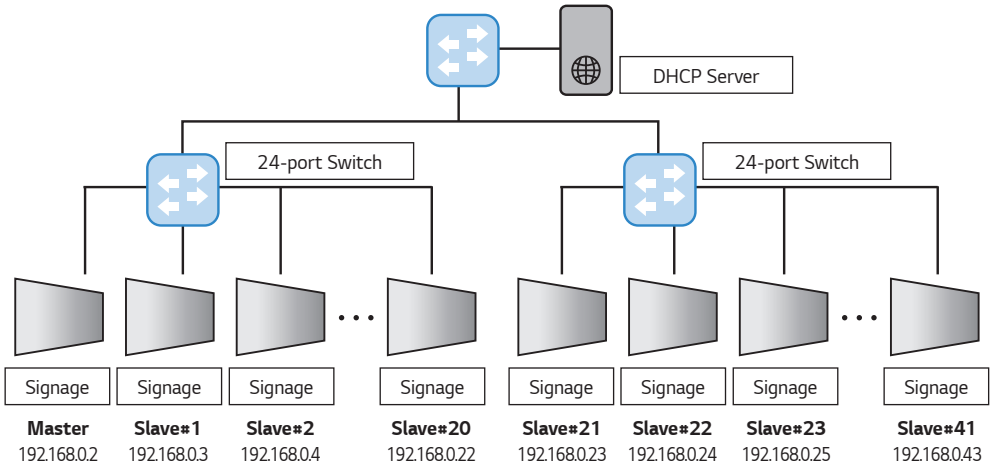 DHCP Server
24-port Switch
24-port Switch
Signage
Signage
Signage
Signage
Signage
Signage
Signage
Signage
Master
Slave#1
Slave#2
Slave#20
Slave#21
Slave#22
Slave#23
Slave#41
192.168.0.2
192.168.0.3
192.168.0.4
192.168.0.22
192.168.0.23
192.168.0.24
192.168.0.25
192.168.0.43